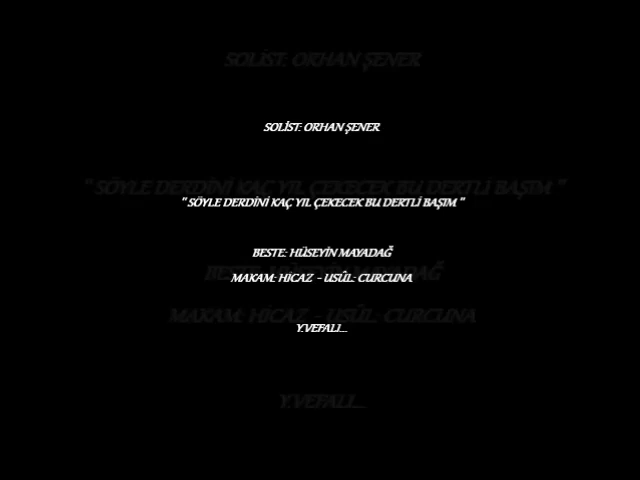 SOLİST: ORHAN ŞENER
" SÖYLE DERDİNİ KAÇ YIL ÇEKECEK BU DERTLİ BAŞIM "
BESTE: HÜSEYİN MAYADAĞ
MAKAM: HİCAZ - USÛL: CURCUNA
Y.VEFALI...